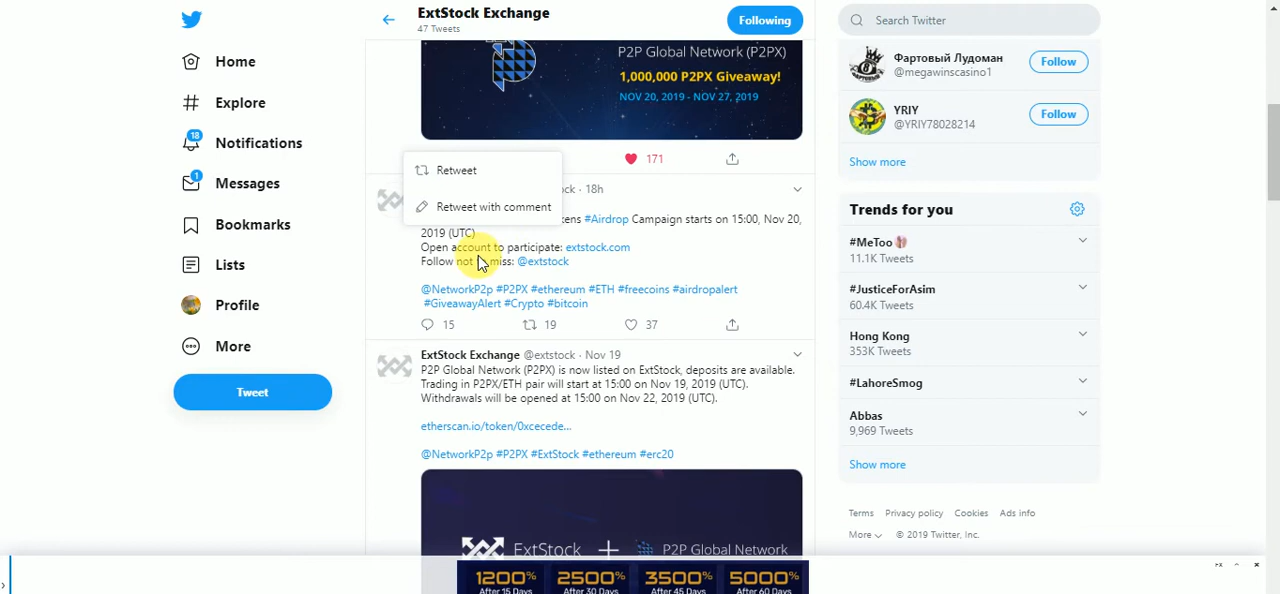 Home
Explore
18
Notifications
1
Messages
Bookmarks
Lists
Profile
More
Tweet
ExtStock Exchange
47 Tweets
Following
P2P Global Network (P2PX)
1,000,000 P2PX Giveaway!
NOV 20, 2019 - NOV 27, 2019
171
Retweet
Retweet with comment
ock · 18h
kens #Airdrop Campaign starts on 15:00, Nov 20,
2019 (UTC)
Open account to participate: extstock.com
Follow not miss: @extstock
@NetworkP2p #P2PX #ethereum #ETH #freecoins #airdropalert
#GiveawayAlert #Crypto #bitcoin
15 19 37
ExtStock Exchange @extstock · Nov 19
P2P Global Network (P2PX) is now listed on ExtStock, deposits are available.
Trading in P2PX/ETH pair will start at 15:00 on Nov 19, 2019 (UTC).
Withdrawals will be opened at 15:00 on Nov 22, 2019 (UTC).
etherscan.io/token/0xcecede...
@NetworkP2p #P2PX #ExtStock #ethereum #erc20
ExtStock + P2P Global Network
1200% 2500% 3500% 5000%
After 15 Days After 30 Days After 45 Days After 60 Days
Search Twitter
Фартовый Лудоман
@megawinscasino1
Follow
YRIY
@YRIY78028214
Follow
Show more
Trends for you
#MeToo
11.1K Tweets
#JusticeForAsim
60.4K Tweets
Hong Kong
353K Tweets
#LahoreSmog
Abbas
9,969 Tweets
Show more
Terms Privacy policy Cookies Ads info
More © 2019 Twitter, Inc.